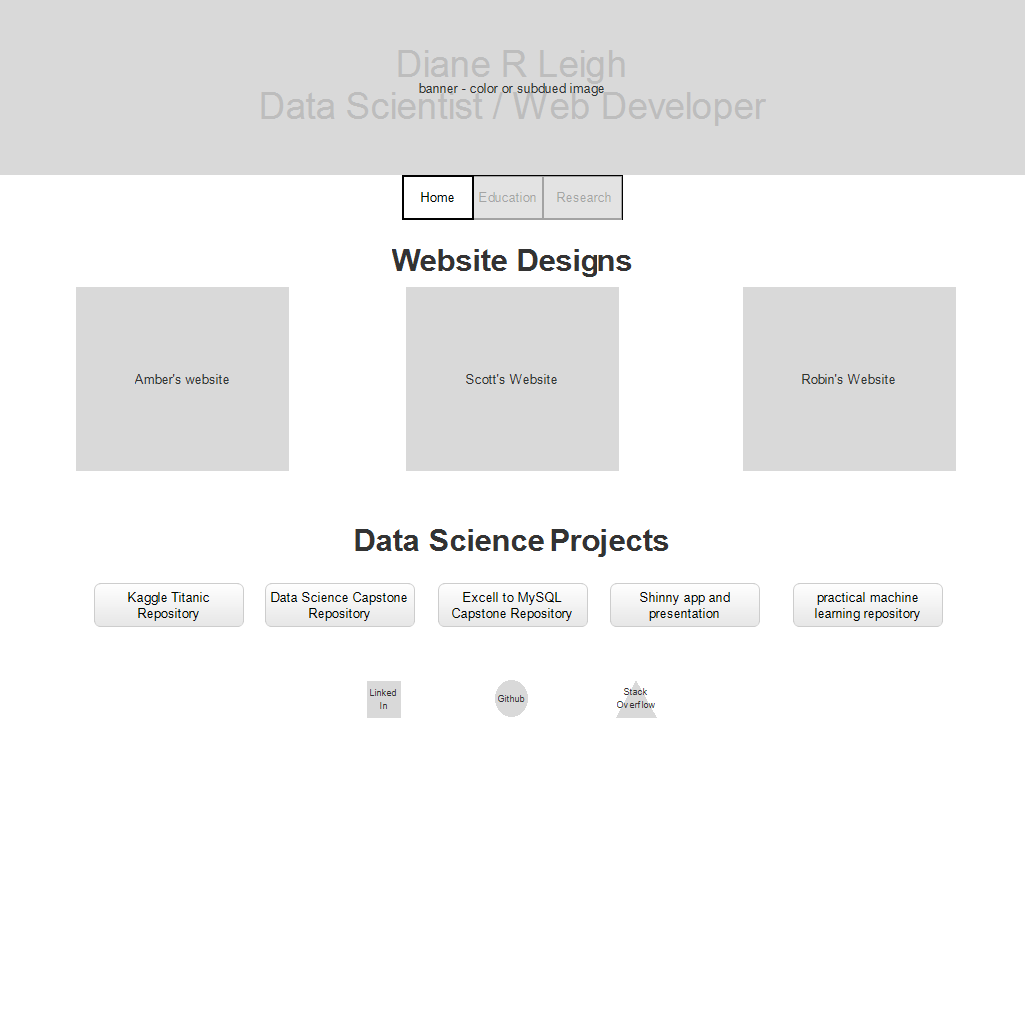 Diane R Leigh
banner - color or subdued image
Data Scientist / Web Developer
Home Education Research
Website Designs
Amber's website Scott's Website Robin's Website
Data Science Projects
Kaggle Titanic
Repository
Data Science Capstone
Repository
Excell to MySQL
Capstone Repository
Shinny app and
presentation
practical machine
learning repository
Linked
In
Github
Stack
Overflow